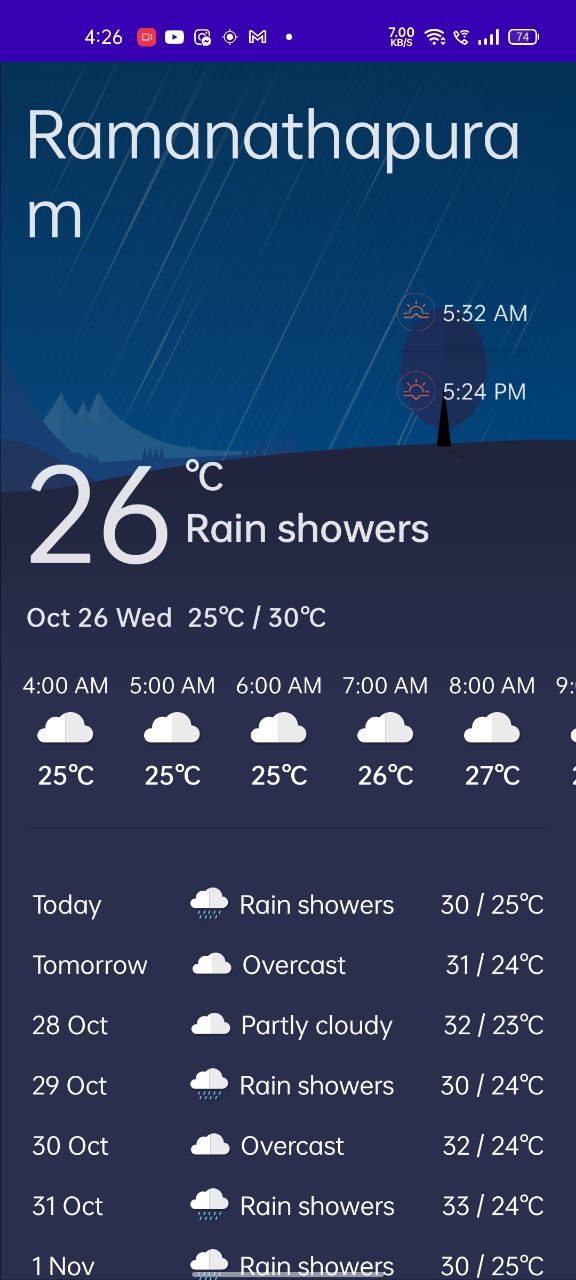 4:26 7.00 KB/S 74
Ramanathapura
m
5:32 AM
5:24 PM
26 °C
Rain showers
Oct 26 Wed 25°C / 30°C
4:00 AM 5:00 AM 6:00 AM 7:00 AM 8:00 AM 9:0
25°C 25°C 25°C 26°C 27°C 2
Today Rain showers 30 / 25°C
Tomorrow Overcast 31 / 24°C
28 Oct Partly cloudy 32 / 23°C
29 Oct Rain showers 30 / 24°C
30 Oct Overcast 32 / 24°C
31 Oct Rain showers 33 / 24°C
1 Nov Rain showers 30 / 25°C